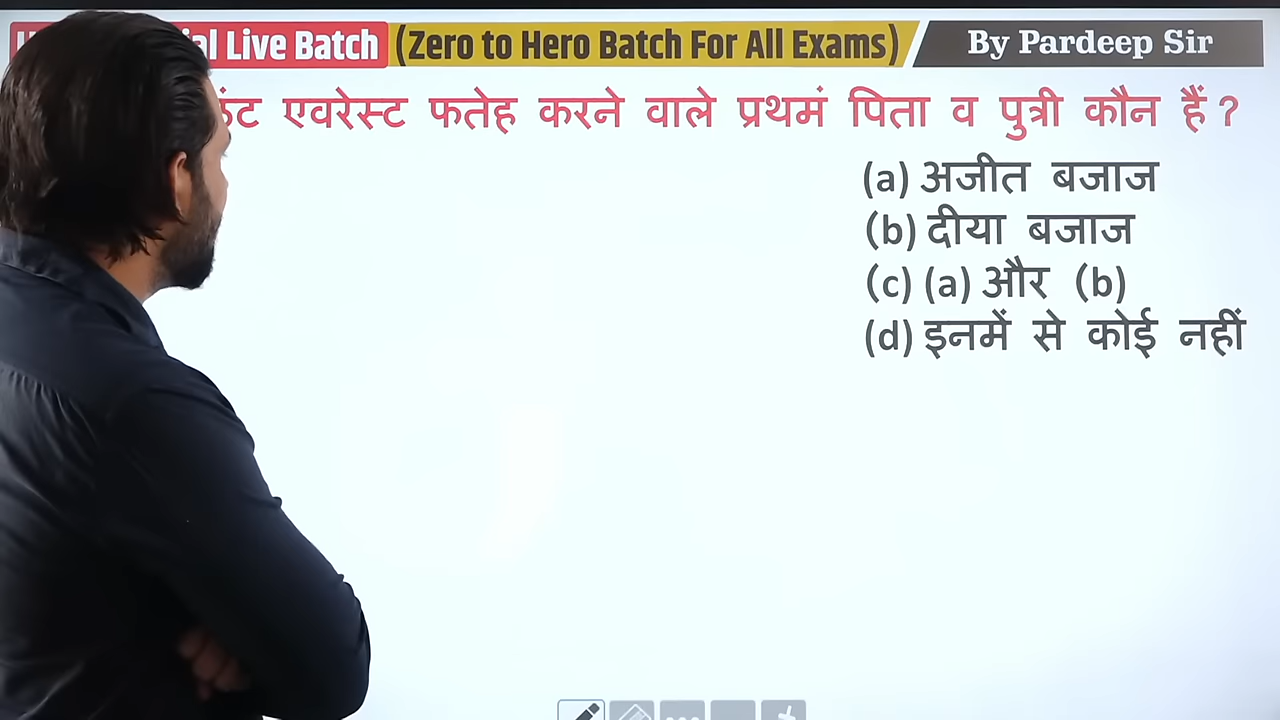 Live Batch (Zero to Hero Batch For All Exams) By Pardeep Sir
एवरेस्ट फतेह करने वाले प्रथमं पिता व पुत्री कौन हैं ?
(a) अजीत बजाज
(b) दीया बजाज
(c) (a) और (b)
(d) इनमें से कोई नहीं